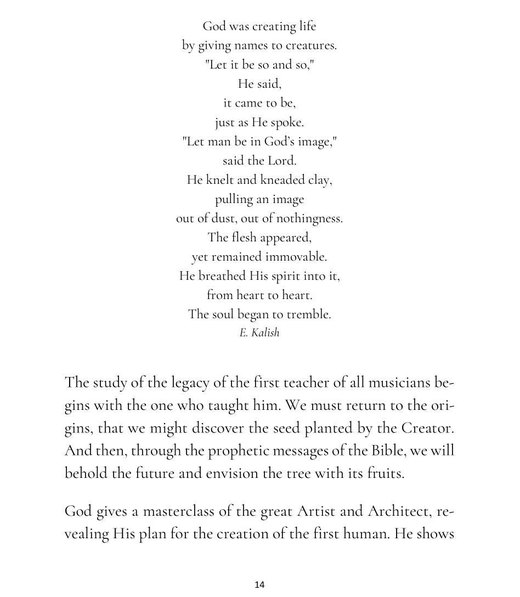 God was creating life
by giving names to creatures.
"Let it be so and so,"
He said,
it came to be,
just as He spoke.
"Let man be in God’s image,"
said the Lord.
He knelt and kneaded clay,
pulling an image
out of dust, out of nothingness.
The flesh appeared,
yet remained immovable.
He breathed His spirit into it,
from heart to heart.
The soul began to tremble.
E. Kalish
The study of the legacy of the first teacher of all musicians be-
gins with the one who taught him. We must return to the ori-
gins, that we might discover the seed planted by the Creator.
And then, through the prophetic messages of the Bible, we will
behold the future and envision the tree with its fruits.
God gives a masterclass of the great Artist and Architect, re-
vealing His plan for the creation of the first human. He shows
14